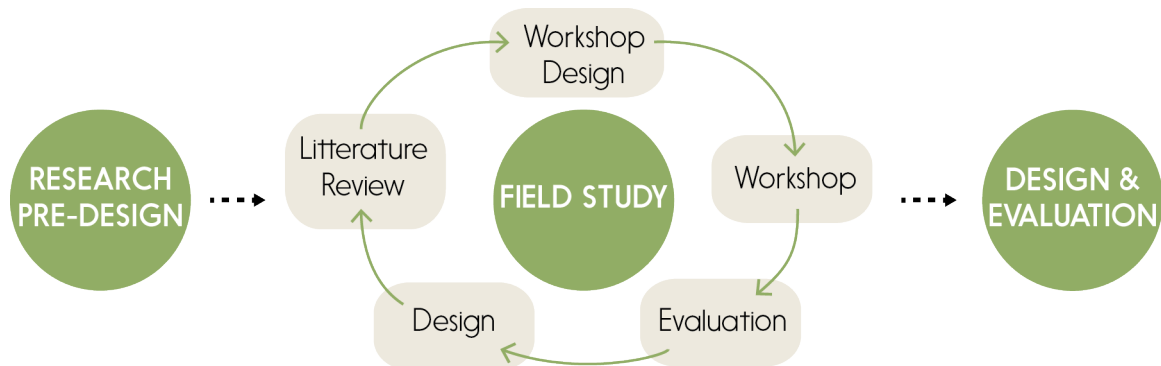 RESEARCH
PRE-DESIGN
Litterature
Review
Workshop
Design
FIELD STUDY
Workshop
Evaluation
Design
DESIGN &
EVALUATION